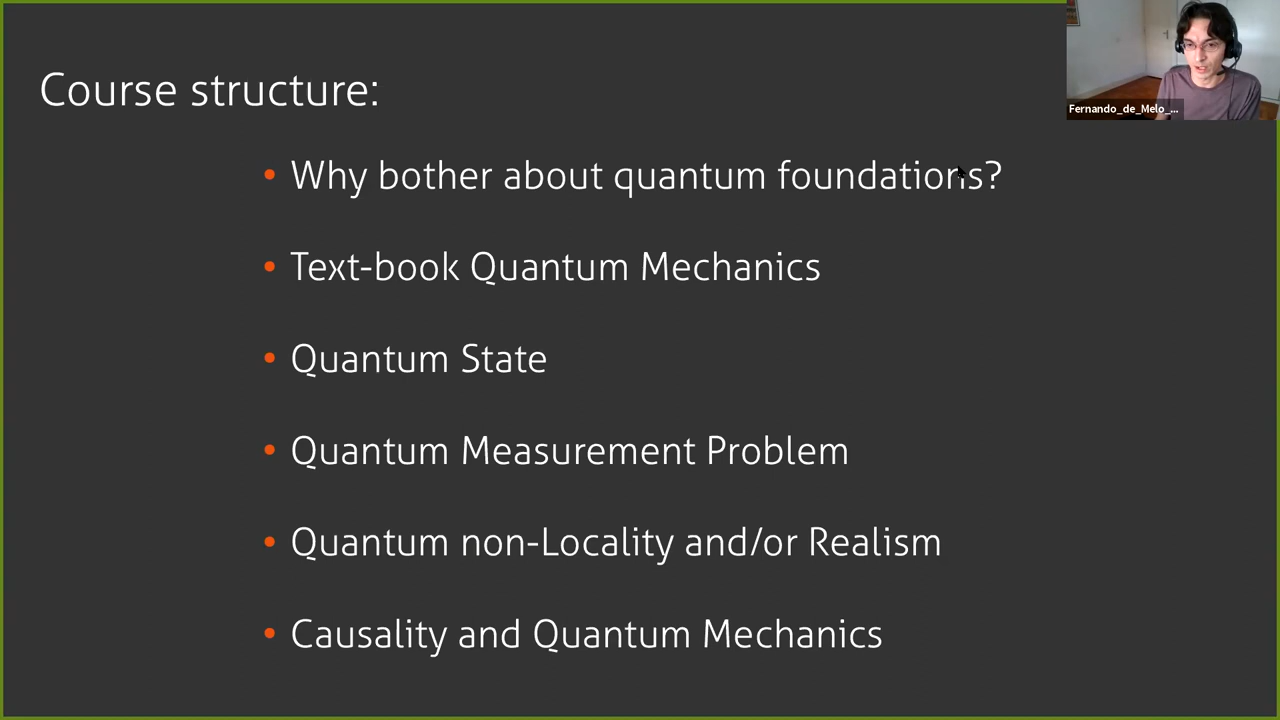 Course structure:
Fernando_de_Melo_...
• Why bother about quantum foundations?
• Text-book Quantum Mechanics
• Quantum State
• Quantum Measurement Problem
• Quantum non-Locality and/or Realism
• Causality and Quantum Mechanics